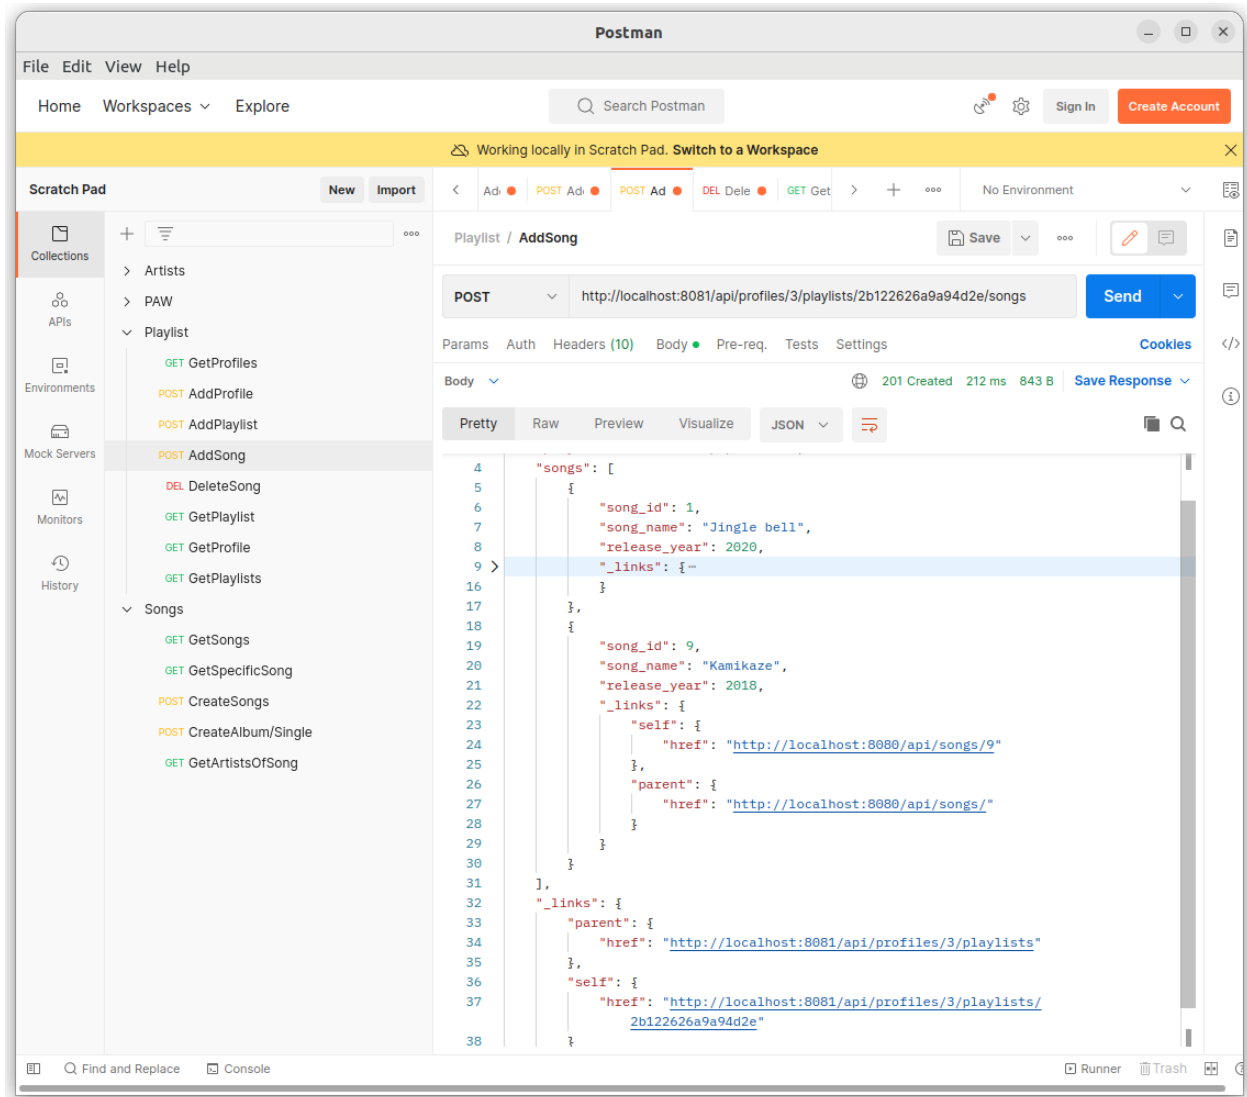 Postman
File Edit View Help
Home Workspaces Explore Search Postman Sign In Create Account
Working locally in Scratch Pad. Switch to a Workspace
Scratch Pad New Import
POST POST Ad DEL Dele GET Get No Environment
Collections
APIs
Environments
Mock Servers
Monitors
History
Artists
PAW
Playlist
GET GetProfiles
POST AddProfile
POST AddPlaylist
POST AddSong
DEL DeleteSong
GET GetPlaylist
GET GetProfile
GET GetPlaylists
Songs
GET GetSongs
GET GetSpecificSong
POST CreateSongs
POST CreateAlbum/Single
GET GetArtistsOfSong
Playlist / AddSong Save
POST http://localhost:8081/api/profiles/3/playlists/2b122626a9a94d2e/songs Send
Params Auth Headers (10) Body Pre-req. Tests Settings Cookies
Body 201 Created 212 ms 843 B Save Response
Pretty Raw Preview Visualize JSON
4 "songs": [
5 {
6 "song_id": 1,
7 "song_name": "Jingle bell",
8 "release_year": 2020,
9 "_links": {…
16 }
17 },
18 {
19 "song_id": 9,
20 "song_name": "Kamikaze",
21 "release_year": 2018,
22 "_links": {
23 "self": {
24 "href": "http://localhost:8080/api/songs/9"
25 },
26 "parent": {
27 "href": "http://localhost:8080/api/songs/"
28 }
29 }
30 }
31 ],
32 "_links": {
33 "parent": {
34 "href": "http://localhost:8081/api/profiles/3/playlists"
35 },
36 "self": {
37 "href": "http://localhost:8081/api/profiles/3/playlists/
2b122626a9a94d2e"
38 }
Find and Replace Console Runner Trash